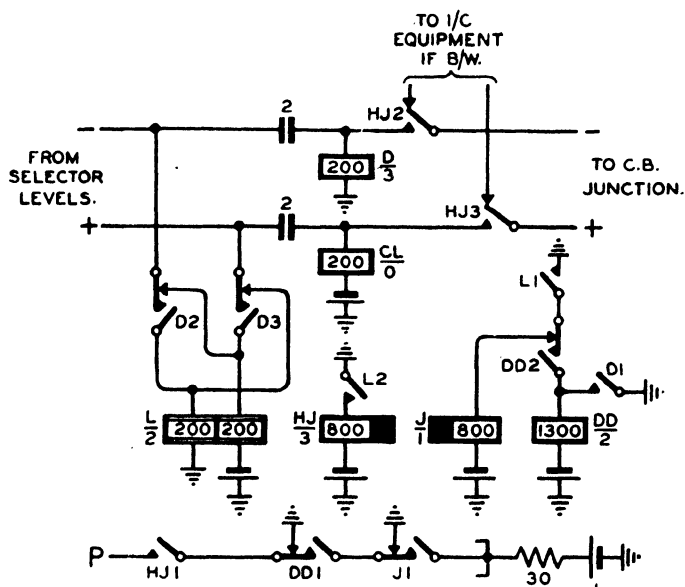 TO I/C
EQUIPMENT
IF B/W.
2
HJ2
−
−
FROM
SELECTOR
LEVELS.
200
D/3
TO C.B.
JUNCTION.
2
HJ3
+
+
200
CL/0
L1
D2
D3
L2
DD2
D1
L/2
200
200
HJ/3
800
J/1
800
1300
DD/2
P
HJ1
DD1
J1
30